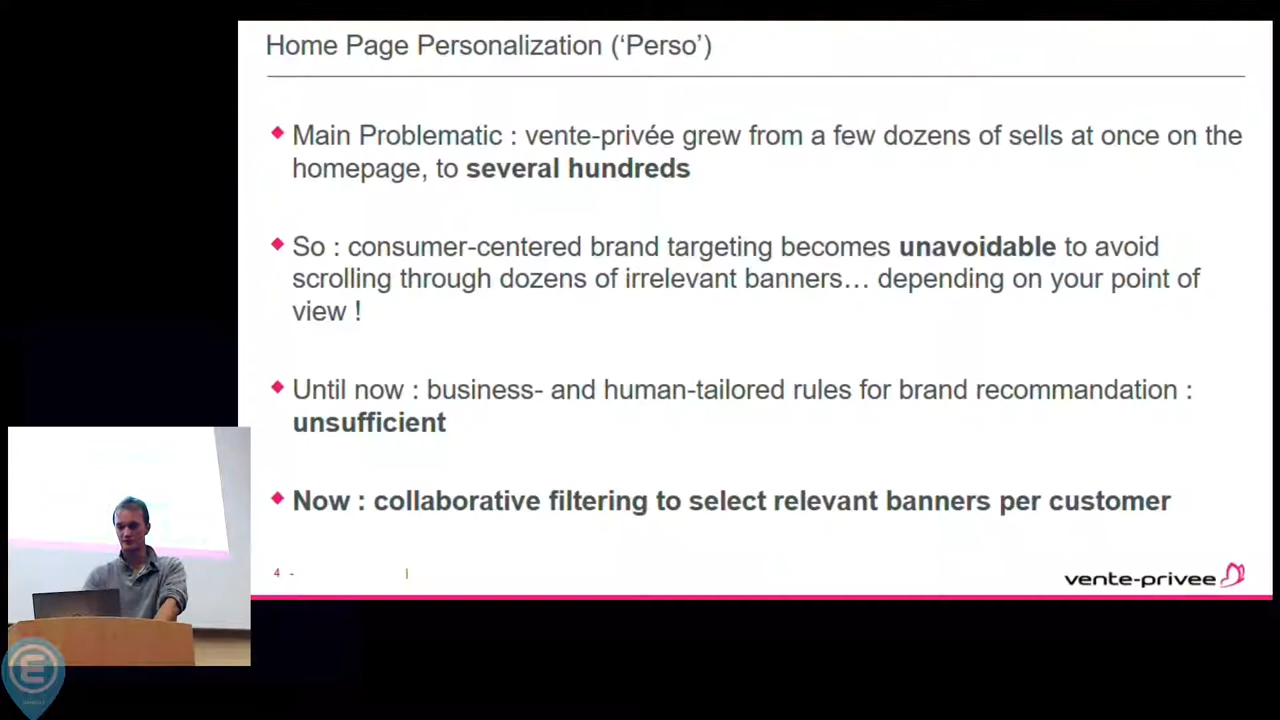 Home Page Personalization (‘Perso’)
Main Problematic : vente-privée grew from a few dozens of sells at once on the
homepage, to several hundreds
So : consumer-centered brand targeting becomes unavoidable to avoid
scrolling through dozens of irrelevant banners… depending on your point of
view !
Until now : business- and human-tailored rules for brand recommandation :
unsufficient
Now : collaborative filtering to select relevant banners per customer
4 - |
vente-privee
E